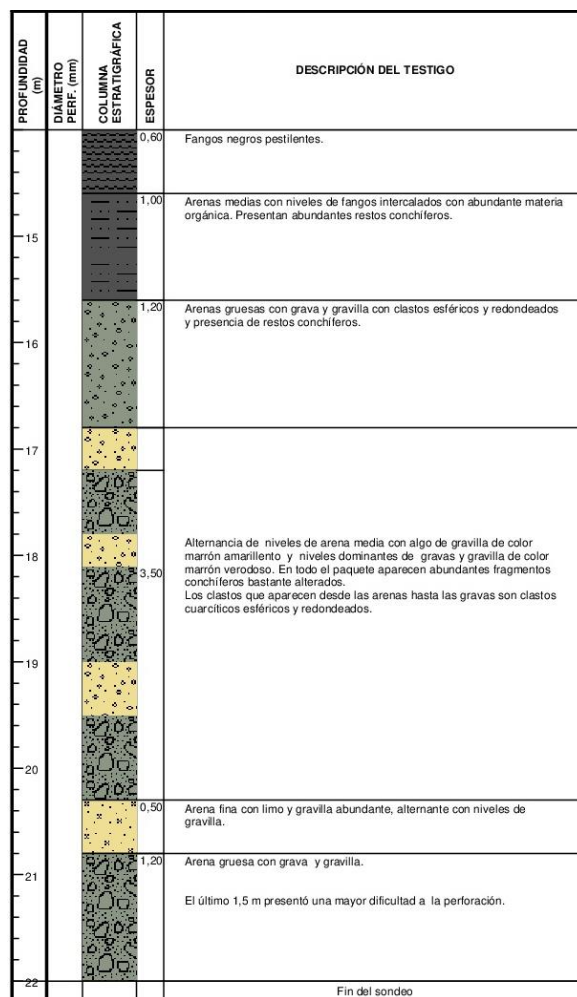 PROFUNDIDAD
(m)
DIÁMETRO
PERF. (mm)
COLUMNA
ESTRATIGRÁFICA
ESPESOR
DESCRIPCIÓN DEL TESTIGO
0,60
Fangos negros pestilentes.
1,00
Arenas medias con niveles de fangos intercalados con abundante materia
orgánica. Presentan abundantes restos conchíferos.
15
1,20
Arenas gruesas con grava y gravilla con clastos esféricos y redondeados
y presencia de restos conchíferos.
16
17
Alternancia de niveles de arena media con algo de gravilla de color
marrón amarillento y niveles dominantes de gravas y gravilla de color
marrón verodoso. En todo el paquete aparecen abundantes fragmentos
conchíferos bastante alterados.
Los clastos que aparecen desde las arenas hasta las gravas son clastos
cuarcíticos esféricos y redondeados.
18
3,50
19
20
0,50
Arena fina con limo y gravilla abundante, alternante con niveles de
gravilla.
1,20
Arena gruesa con grava y gravilla.
21
El último 1,5 m presentó una mayor dificultad a la perforación.
22
Fin del sondeo